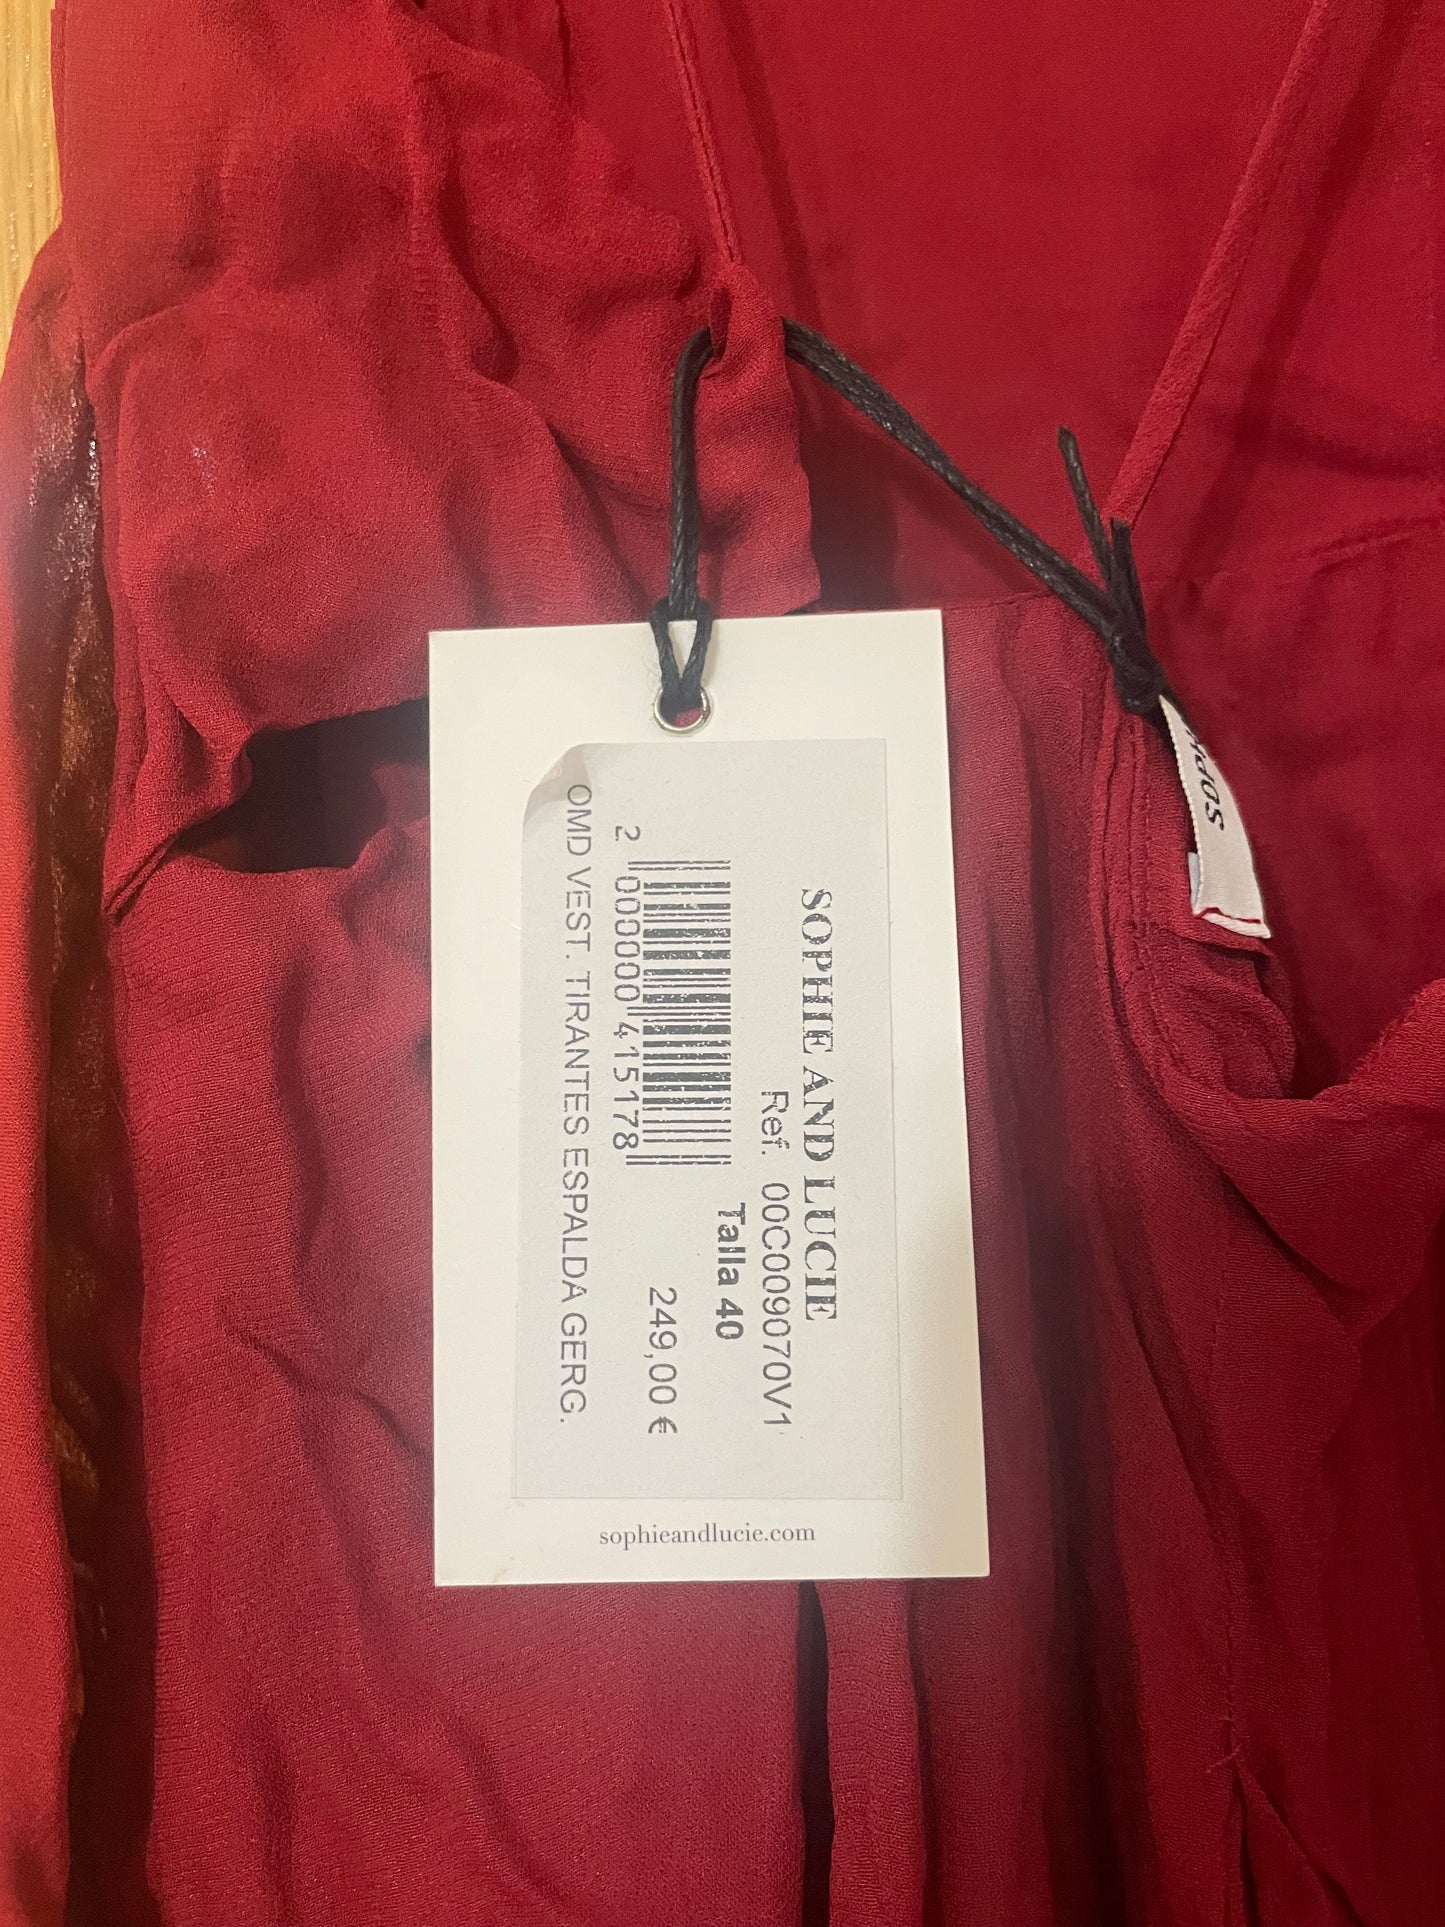 SOPHIE AND LUCIE
Ref. 00C009070V1
Talla 40
2 000000 415178
249,00 €
OMD VEST. TIRANTES ESPALDA GERG.
sophieandlucie.com